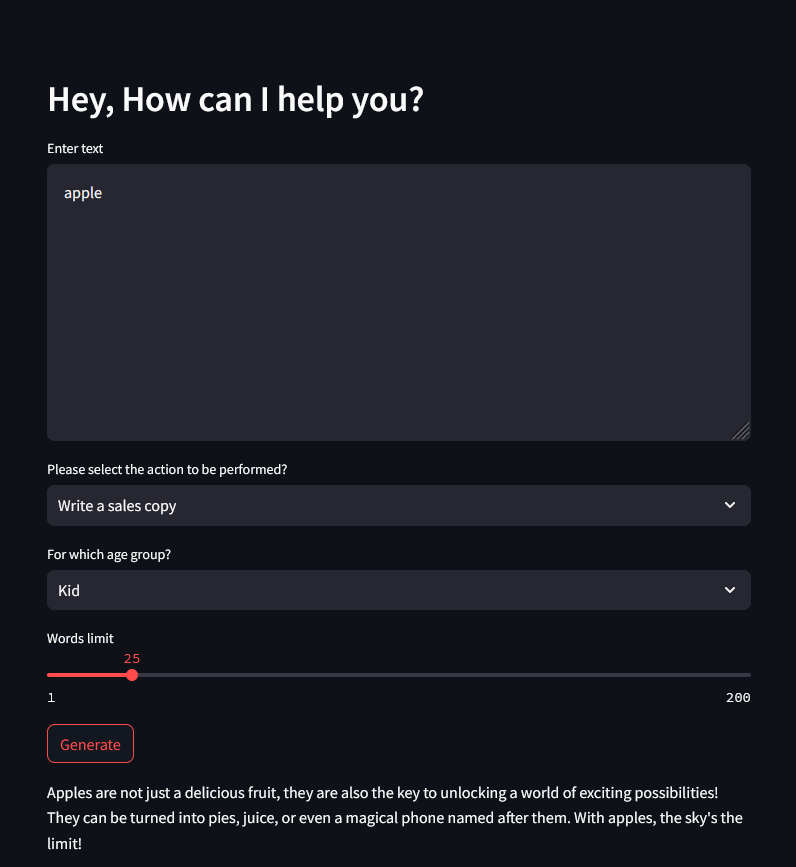 Hey, How can I help you?
Enter text
apple
Please select the action to be performed?
Write a sales copy
For which age group?
Kid
Words limit
25
1 200
Generate
Apples are not just a delicious fruit, they are also the key to unlocking a world of exciting possibilities!
They can be turned into pies, juice, or even a magical phone named after them. With apples, the sky's the
limit!